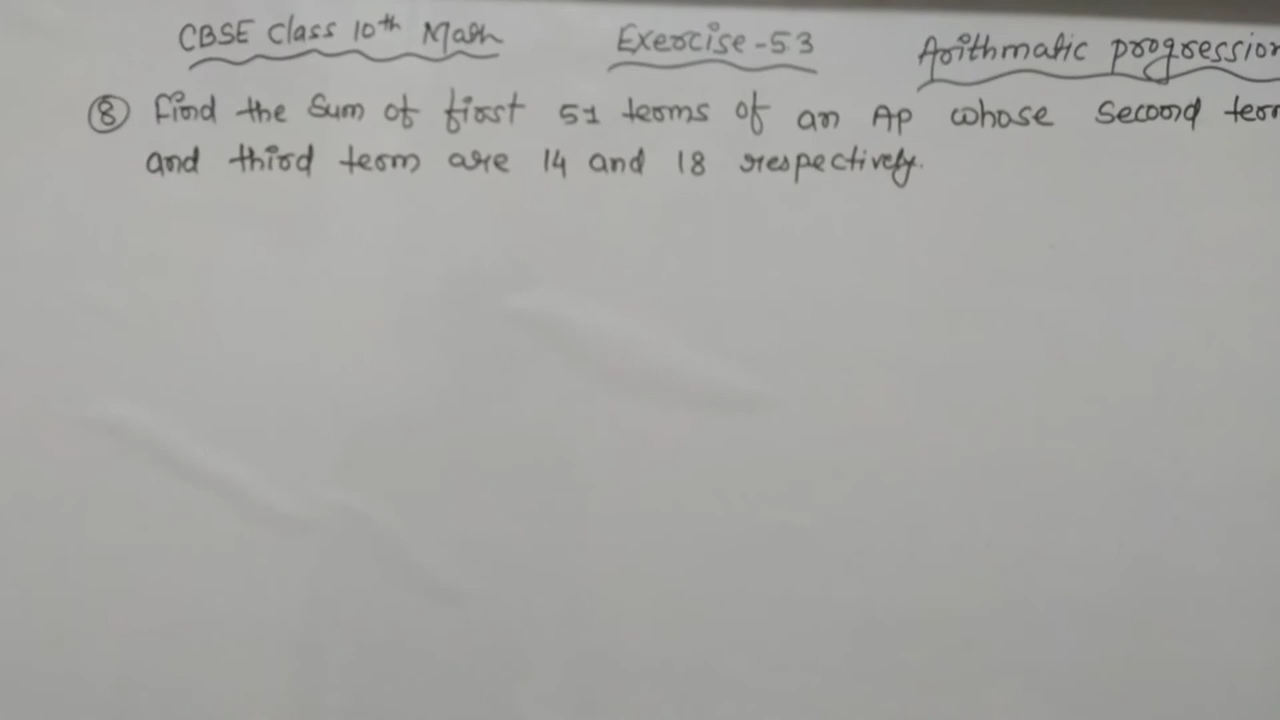 CBSE Class 10th Math Exercise-5.3 Arithmatic progression
⑧ Find the Sum of first 51 terms of an AP whose Second term
and third term are 14 and 18 respectively.